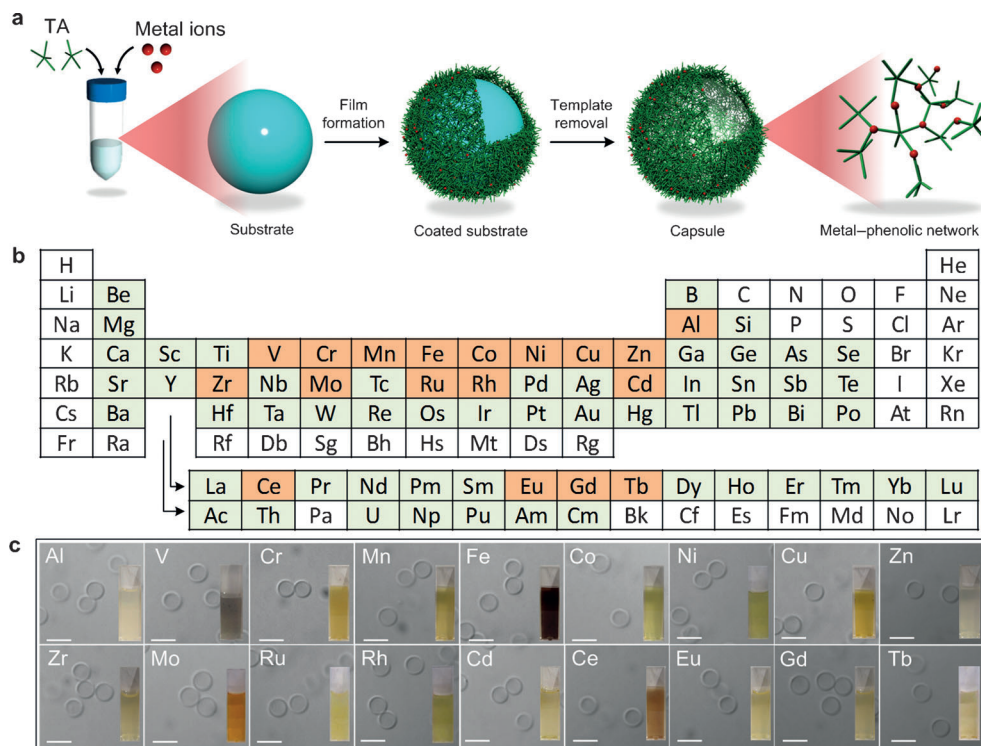 a
TA Metal ions
Film formation
Template removal
Substrate Coated substrate Capsule Metal–phenolic network
b
H He
Li Be B C N O F Ne
Na Mg Al Si P S Cl Ar
K Ca Sc Ti V Cr Mn Fe Co Ni Cu Zn Ga Ge As Se Br Kr
Rb Sr Y Zr Nb Mo Tc Ru Rh Pd Ag Cd In Sn Sb Te I Xe
Cs Ba Hf Ta W Re Os Ir Pt Au Hg Tl Pb Bi Po At Rn
Fr Ra Rf Db Sg Bh Hs Mt Ds Rg
La Ce Pr Nd Pm Sm Eu Gd Tb Dy Ho Er Tm Yb Lu
Ac Th Pa U Np Pu Am Cm Bk Cf Es Fm Md No Lr
c
Al V Cr Mn Fe Co Ni Cu Zn
Zr Mo Ru Rh Cd Ce Eu Gd Tb